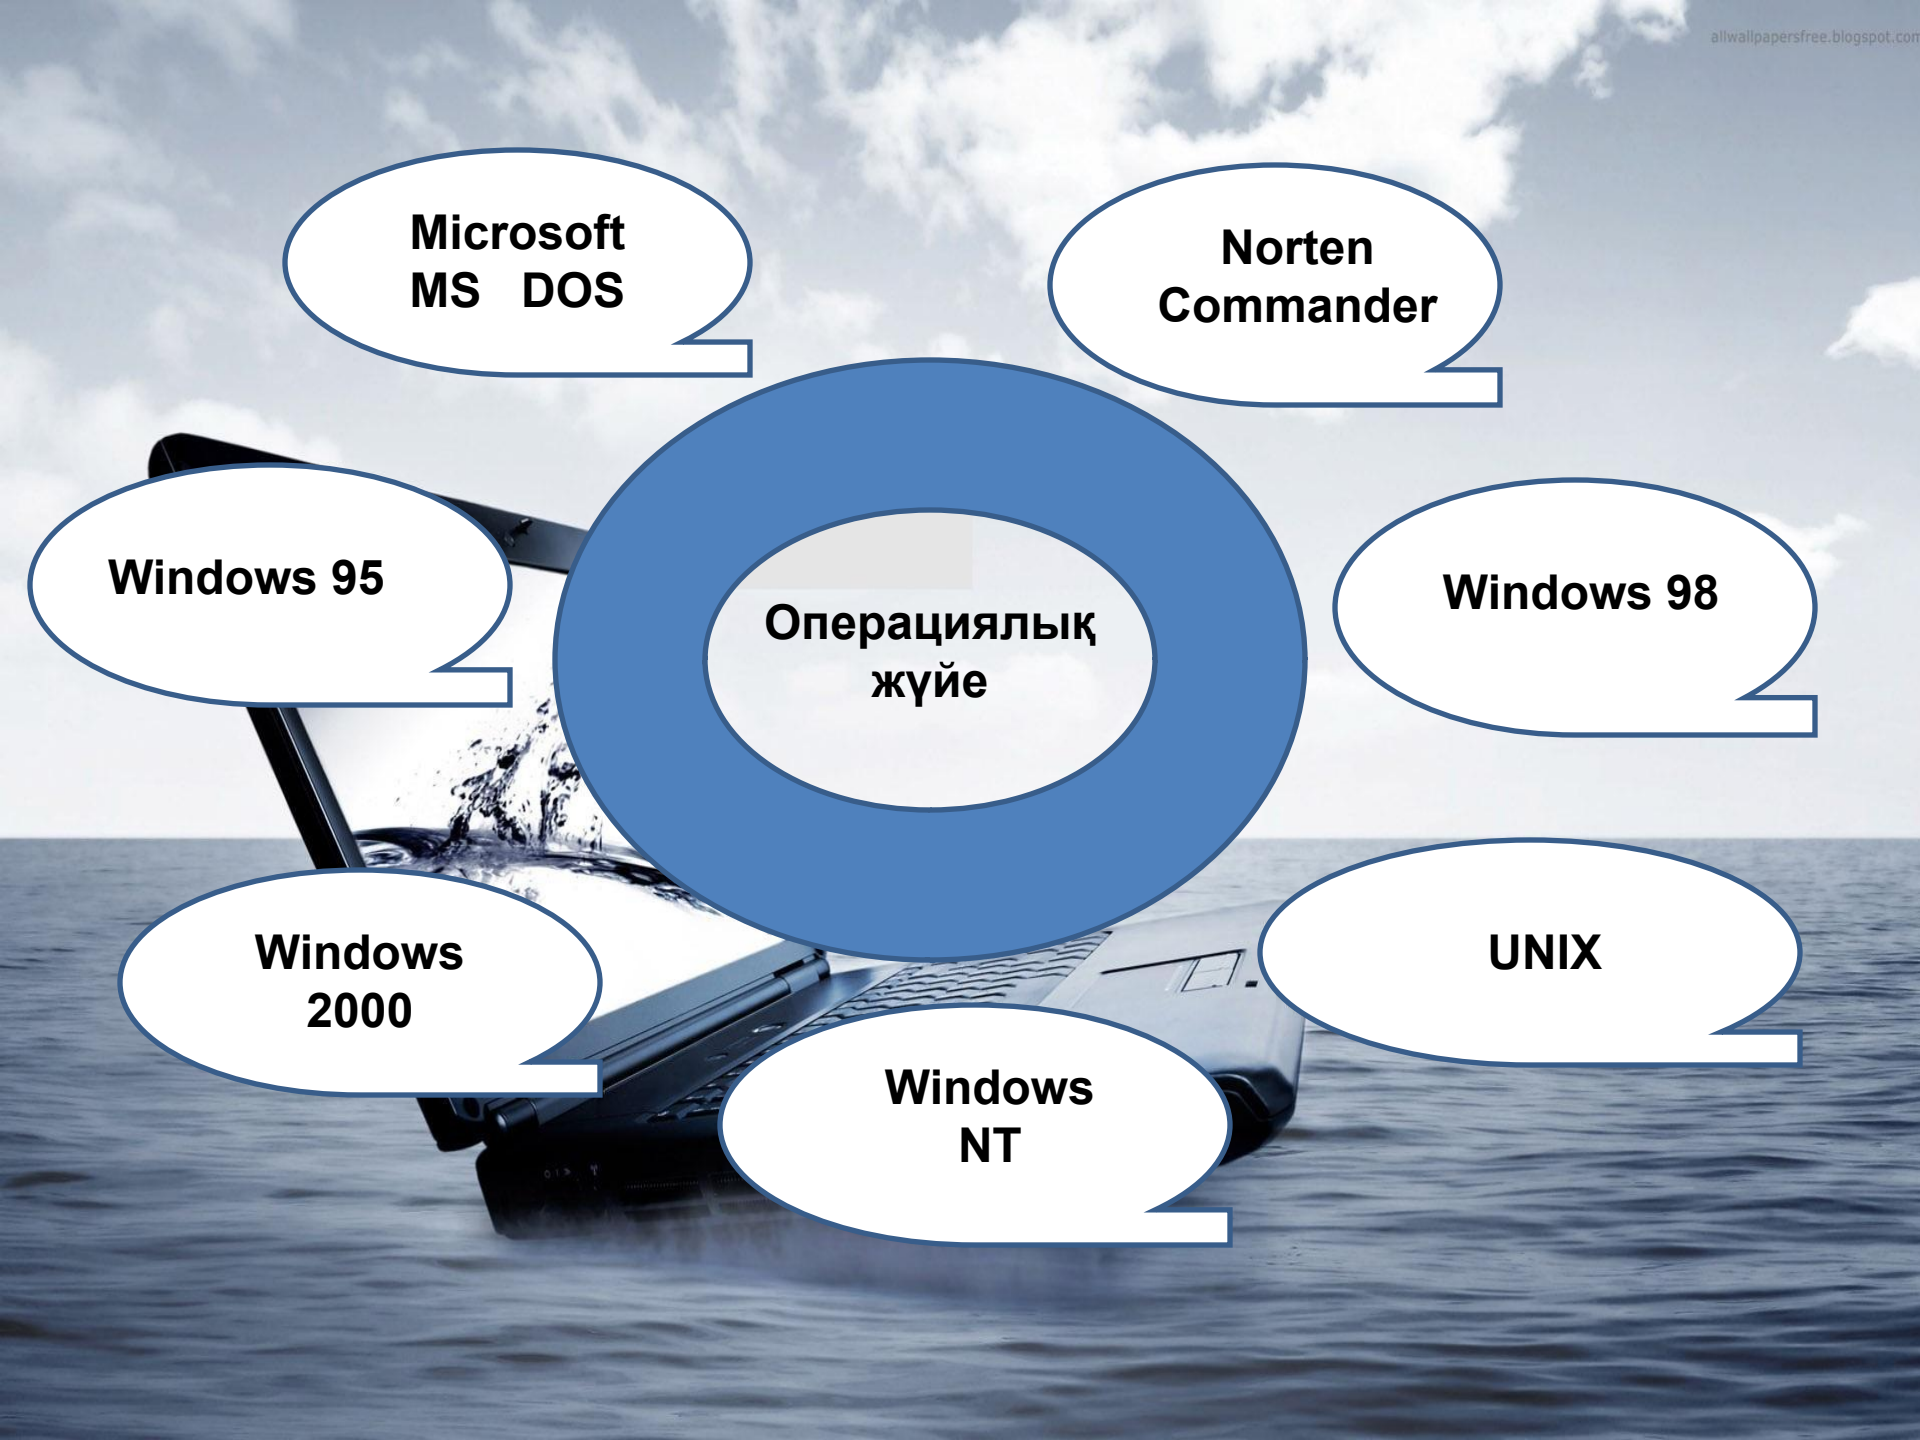 allwallpapersfree.blogspot.com
Microsoft
MS DOS
Norten
Commander
Windows 95
Windows 98
Операциялық
жүйе
Windows
2000
UNIX
Windows
NT